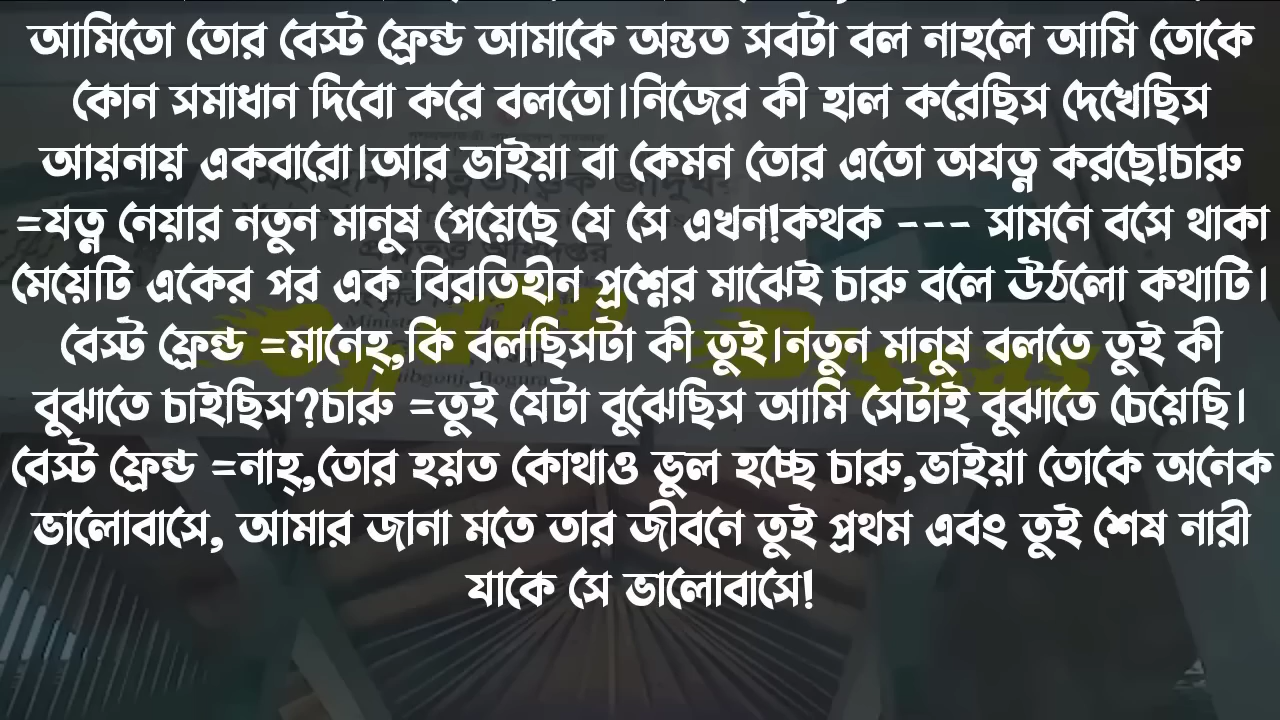 আমিতো তোর বেস্ট ফ্রেন্ড আমাকে অন্তত সবটা বল নাহলে আমি তোকে
কোন সমাধান দিবো করে বলতো।নিজের কী হাল করেছিস দেখেছিস
আয়নায় একবারো।আর ভাইয়া বা কেমন তোর এতো অযত্ন করছে!চারু
=যত্ন নেয়ার নতুন মানুষ পেয়েছে যে সে এখন!কথক --- সামনে বসে থাকা
মেয়েটি একের পর এক বিরতিহীন প্রশ্নের মাঝেই চারু বলে উঠলো কথাটি।
বেস্ট ফ্রেন্ড =মানেহ্,কি বলছিসটা কী তুই।নতুন মানুষ বলতে তুই কী
বুঝাতে চাইছিস?চারু =তুই যেটা বুঝেছিস আমি সেটাই বুঝাতে চেয়েছি।
বেস্ট ফ্রেন্ড =নাহ্,তোর হয়ত কোথাও ভুল হচ্ছে চারু,ভাইয়া তোকে অনেক
ভালোবাসে, আমার জানা মতে তার জীবনে তুই প্রথম এবং তুই শেষ নারী
যাকে সে ভালোবাসে!